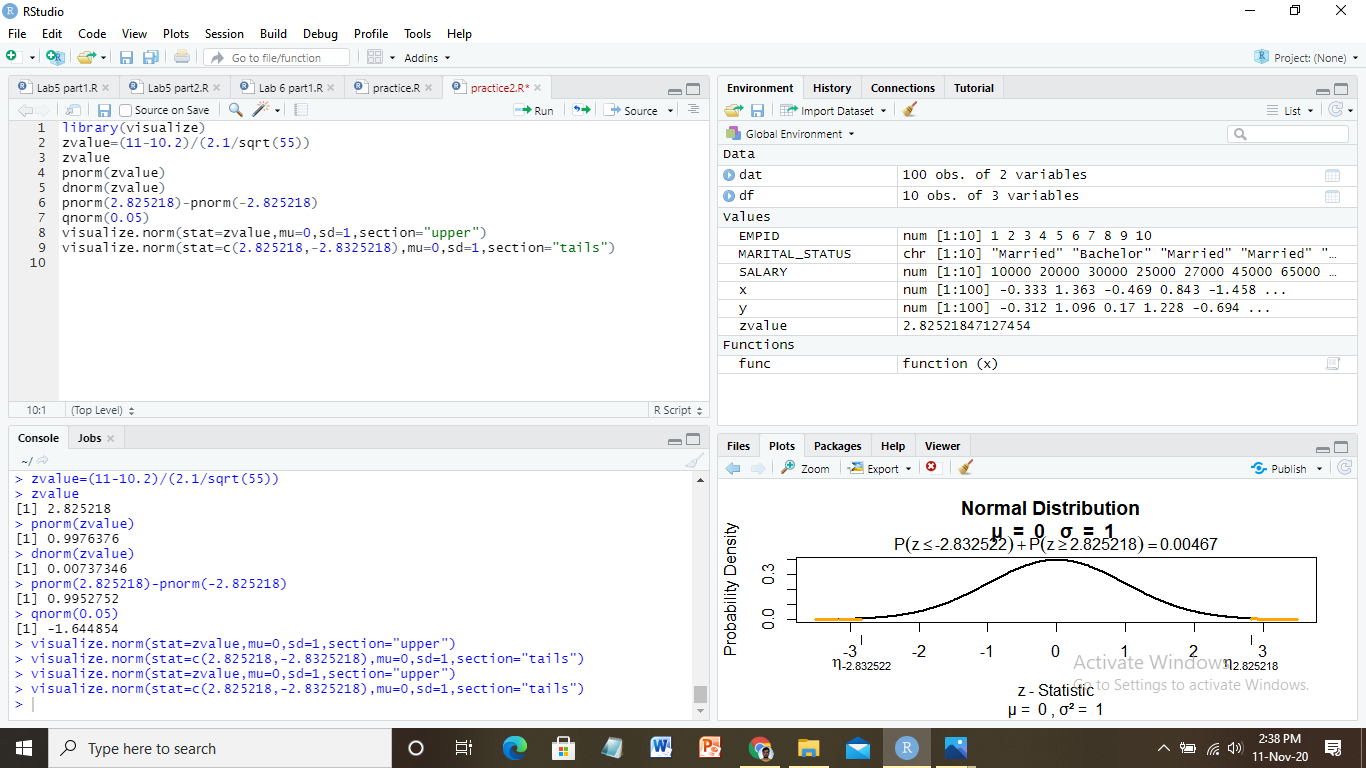 RStudio
File Edit Code View Plots Session Build Debug Profile Tools Help
Go to file/function Addins Project: (None)
Lab5 part1.R Lab5 part2.R Lab 6 part1.R practice.R practice2.R*
Source on Save Run Source
1 library(visualize)
2 zvalue=(11-10.2)/(2.1/sqrt(55))
3 zvalue
4 pnorm(zvalue)
5 dnorm(zvalue)
6 pnorm(2.825218)-pnorm(-2.825218)
7 qnorm(0.05)
8 visualize.norm(stat=zvalue,mu=0,sd=1,section="upper")
9 visualize.norm(stat=c(2.825218,-2.8325218),mu=0,sd=1,section="tails")
10
10:1 (Top Level) R Script
Console Jobs
~/
> zvalue=(11-10.2)/(2.1/sqrt(55))
> zvalue
[1] 2.825218
> pnorm(zvalue)
[1] 0.9976376
> dnorm(zvalue)
[1] 0.00737346
> pnorm(2.825218)-pnorm(-2.825218)
[1] 0.9952752
> qnorm(0.05)
[1] -1.644854
> visualize.norm(stat=zvalue,mu=0,sd=1,section="upper")
> visualize.norm(stat=c(2.825218,-2.8325218),mu=0,sd=1,section="tails")
> visualize.norm(stat=zvalue,mu=0,sd=1,section="upper")
> visualize.norm(stat=c(2.825218,-2.8325218),mu=0,sd=1,section="tails")
>
Environment History Connections Tutorial
Import Dataset List
Global Environment
Data
dat 100 obs. of 2 variables
df 10 obs. of 3 variables
Values
EMPID num [1:10] 1 2 3 4 5 6 7 8 9 10
MARITAL_STATUS chr [1:10] "Married" "Bachelor" "Married" "Married" "...
SALARY num [1:10] 10000 20000 30000 25000 27000 45000 65000 ...
x num [1:100] -0.333 1.363 -0.469 0.843 -1.458 ...
y num [1:100] -0.312 1.096 0.17 1.228 -0.694 ...
zvalue 2.82521847127454
Functions
func function (x)
Files Plots Packages Help Viewer
Zoom Export Publish
Normal Distribution
μ = 0 σ = 1
P(z ≤ -2.832522) + P(z ≥ 2.825218) = 0.00467
Probability Density
0.3
0.0
-3 -2 -1 0 1 2 3
η-2.832522 η2.825218
z - Statistic
μ = 0 , σ² = 1
Activate Windows
Go to Settings to activate Windows.
Type here to search
2:38 PM
11-Nov-20